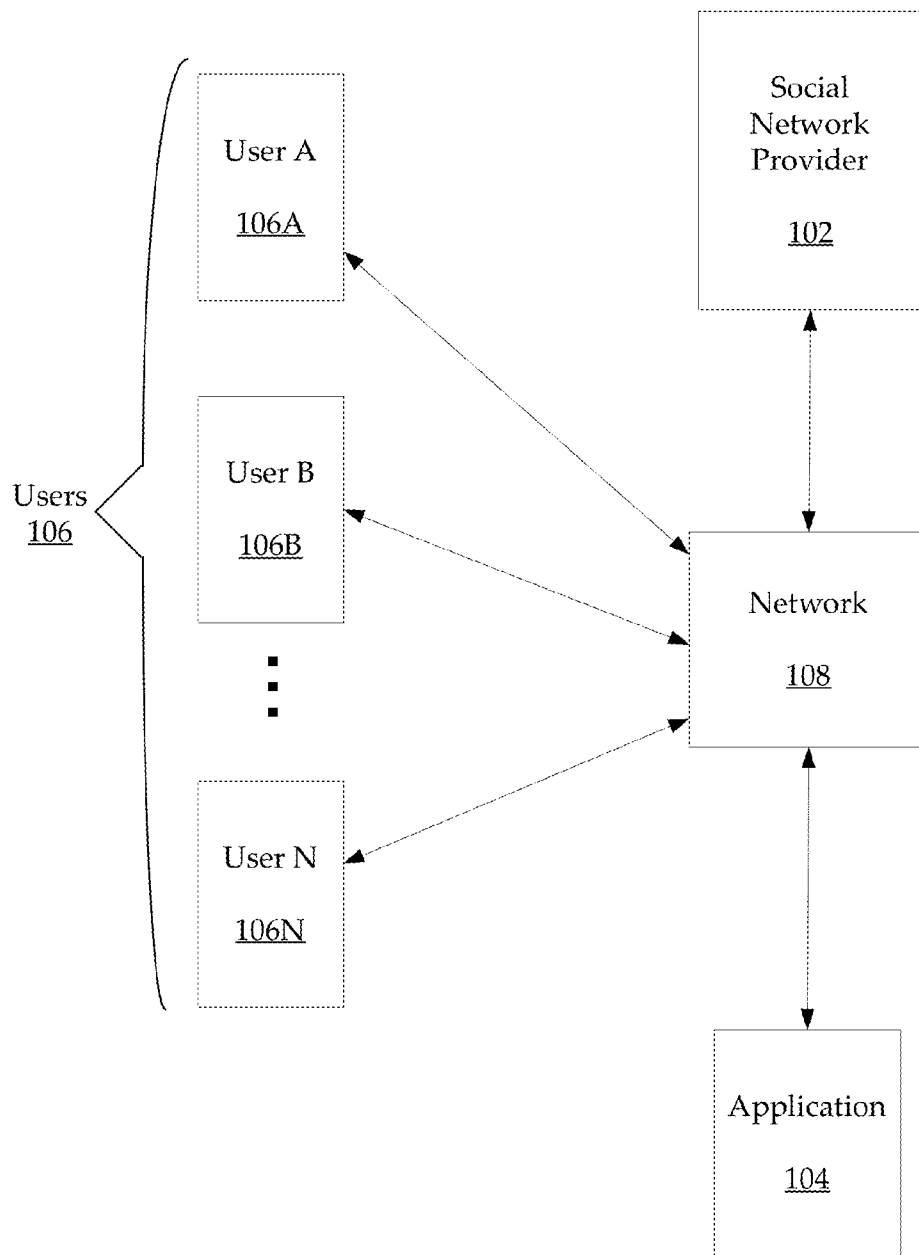 User A
106A
User B
106B
Users
106
User N
106N
Social
Network
Provider
102
Network
108
Application
104